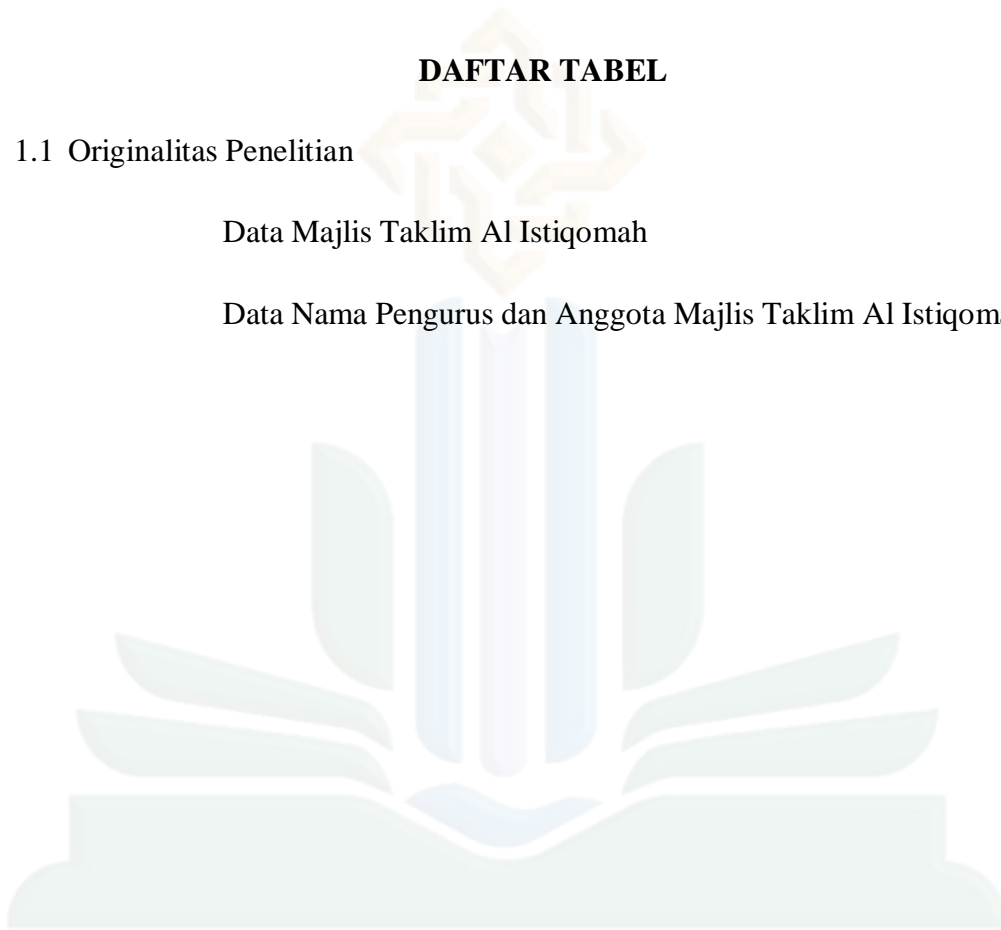 DAFTAR TABEL
1.1 Originalitas Penelitian
Data Majlis Taklim Al Istiqomah
Data Nama Pengurus dan Anggota Majlis Taklim Al